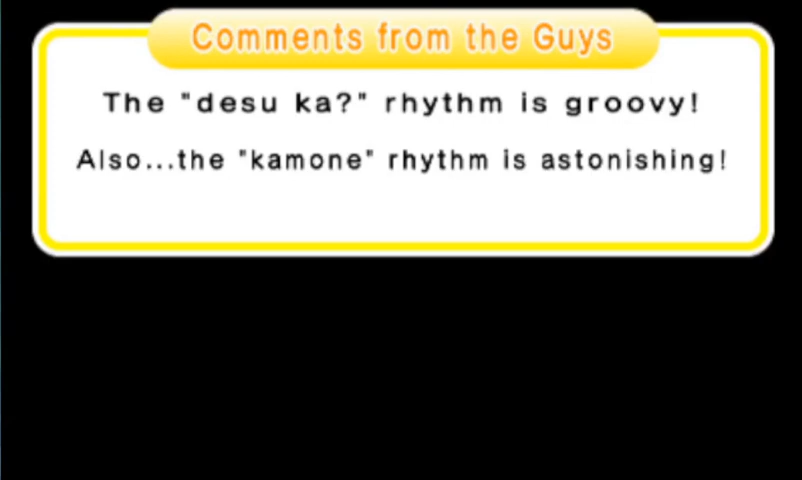 Comments from the Guys
The "desu ka?" rhythm is groovy!
Also...the "kamone" rhythm is astonishing!